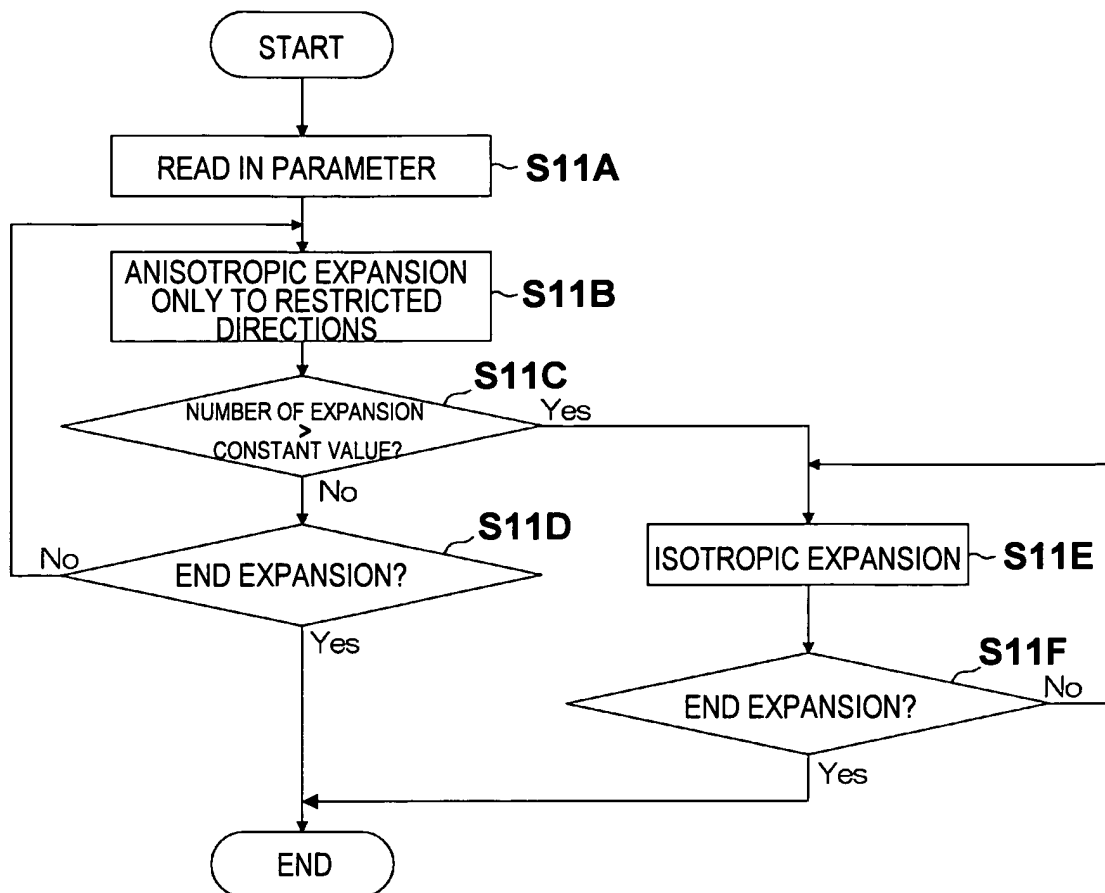 START
READ IN PARAMETER
S11A
ANISOTROPIC EXPANSION
ONLY TO RESTRICTED
DIRECTIONS
S11B
S11C
NUMBER OF EXPANSION
>
CONSTANT VALUE?
Yes
No
S11D
No
END EXPANSION?
Yes
ISOTROPIC EXPANSION
S11E
S11F
END EXPANSION?
No
Yes
END